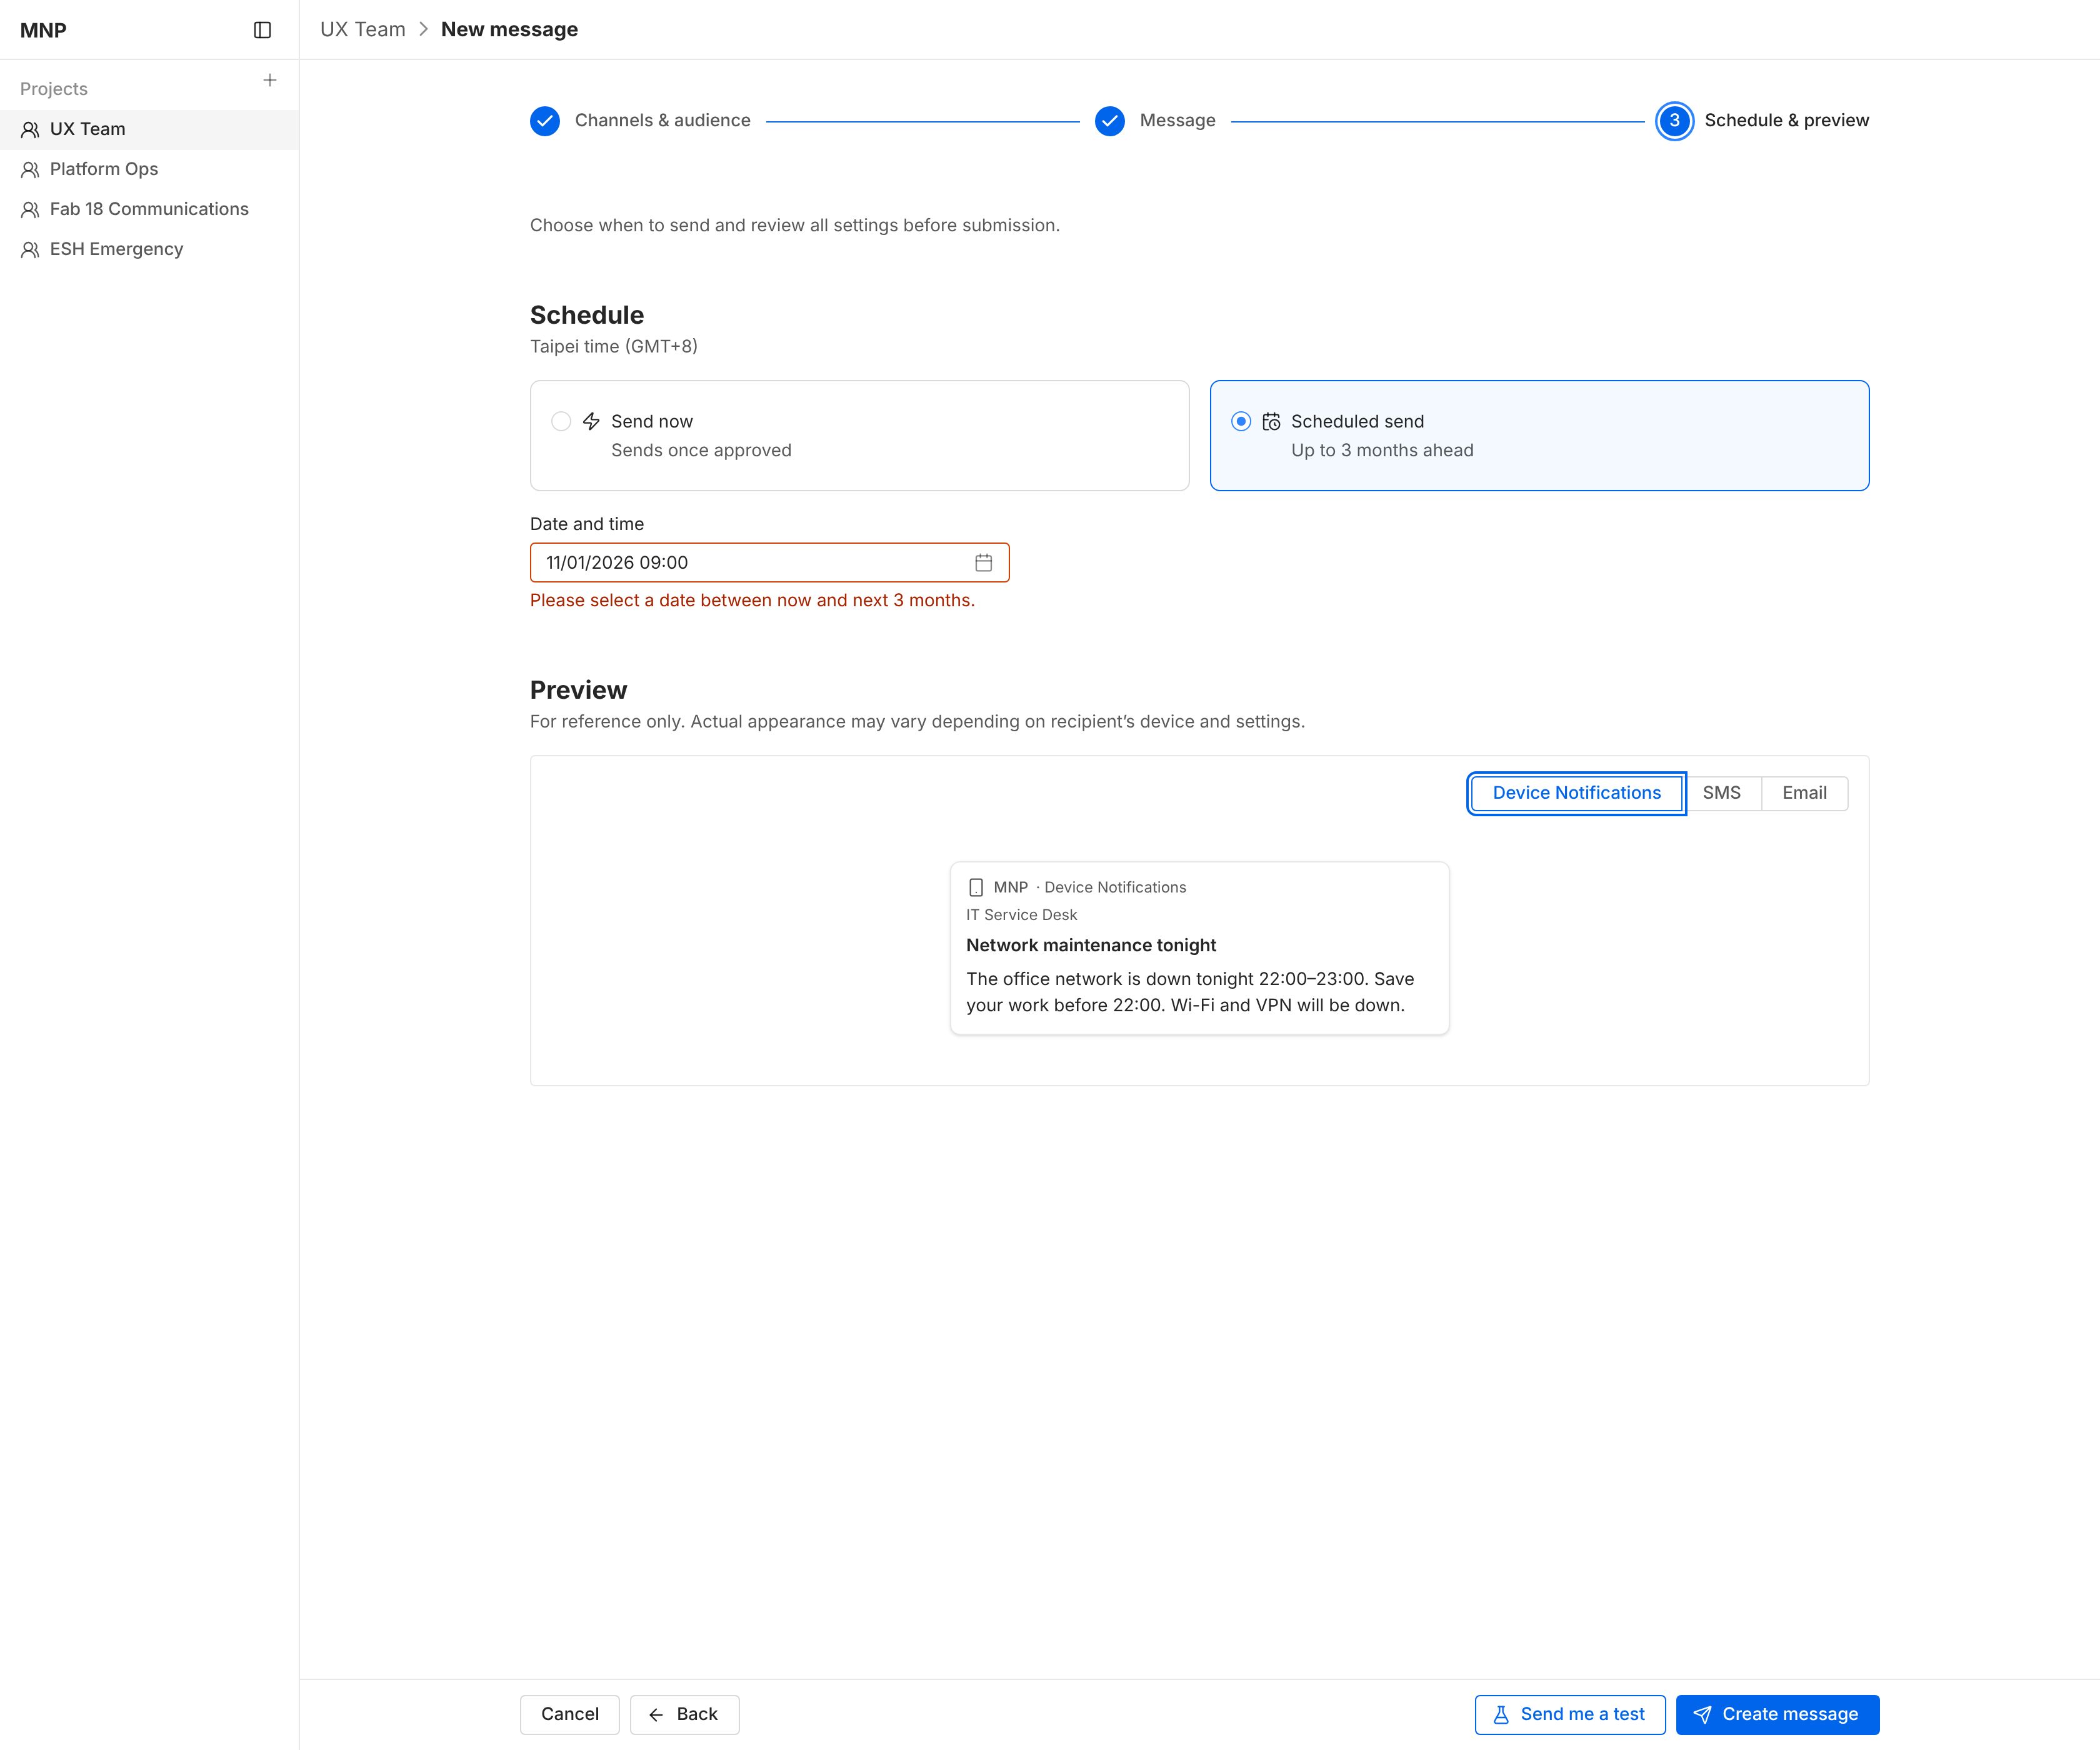 MNP
UX Team > New message
Projects
UX Team
Platform Ops
Fab 18 Communications
ESH Emergency
Channels & audience
Message
3 Schedule & preview
Choose when to send and review all settings before submission.
Schedule
Taipei time (GMT+8)
Send now
Sends once approved
Scheduled send
Up to 3 months ahead
Date and time
11/01/2026 09:00
Please select a date between now and next 3 months.
Preview
For reference only. Actual appearance may vary depending on recipient’s device and settings.
Device Notifications SMS Email
MNP · Device Notifications
IT Service Desk
Network maintenance tonight
The office network is down tonight 22:00–23:00. Save
your work before 22:00. Wi-Fi and VPN will be down.
Cancel
Back
Send me a test
Create message